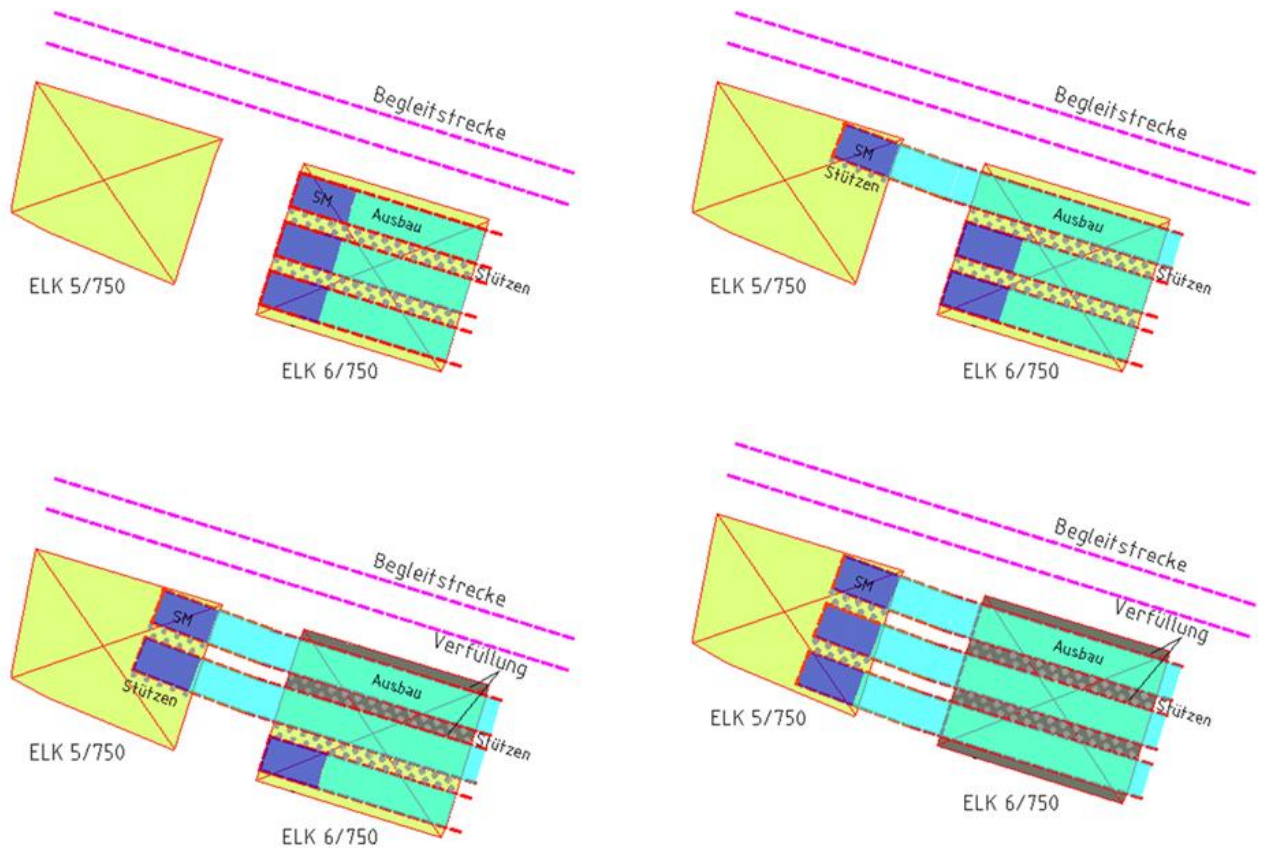 Begleitstrecke
SM
Ausbau
Stützen
ELK 5/750
ELK 6/750
Begleitstrecke
SM
Stützen
Ausbau
Stützen
ELK 5/750
ELK 6/750
Begleitstrecke
SM
Verfüllung
Ausbau
Stützen
Stützen
ELK 5/750
ELK 6/750
Begleitstrecke
SM
Verfüllung
Ausbau
Stützen
ELK 5/750
ELK 6/750